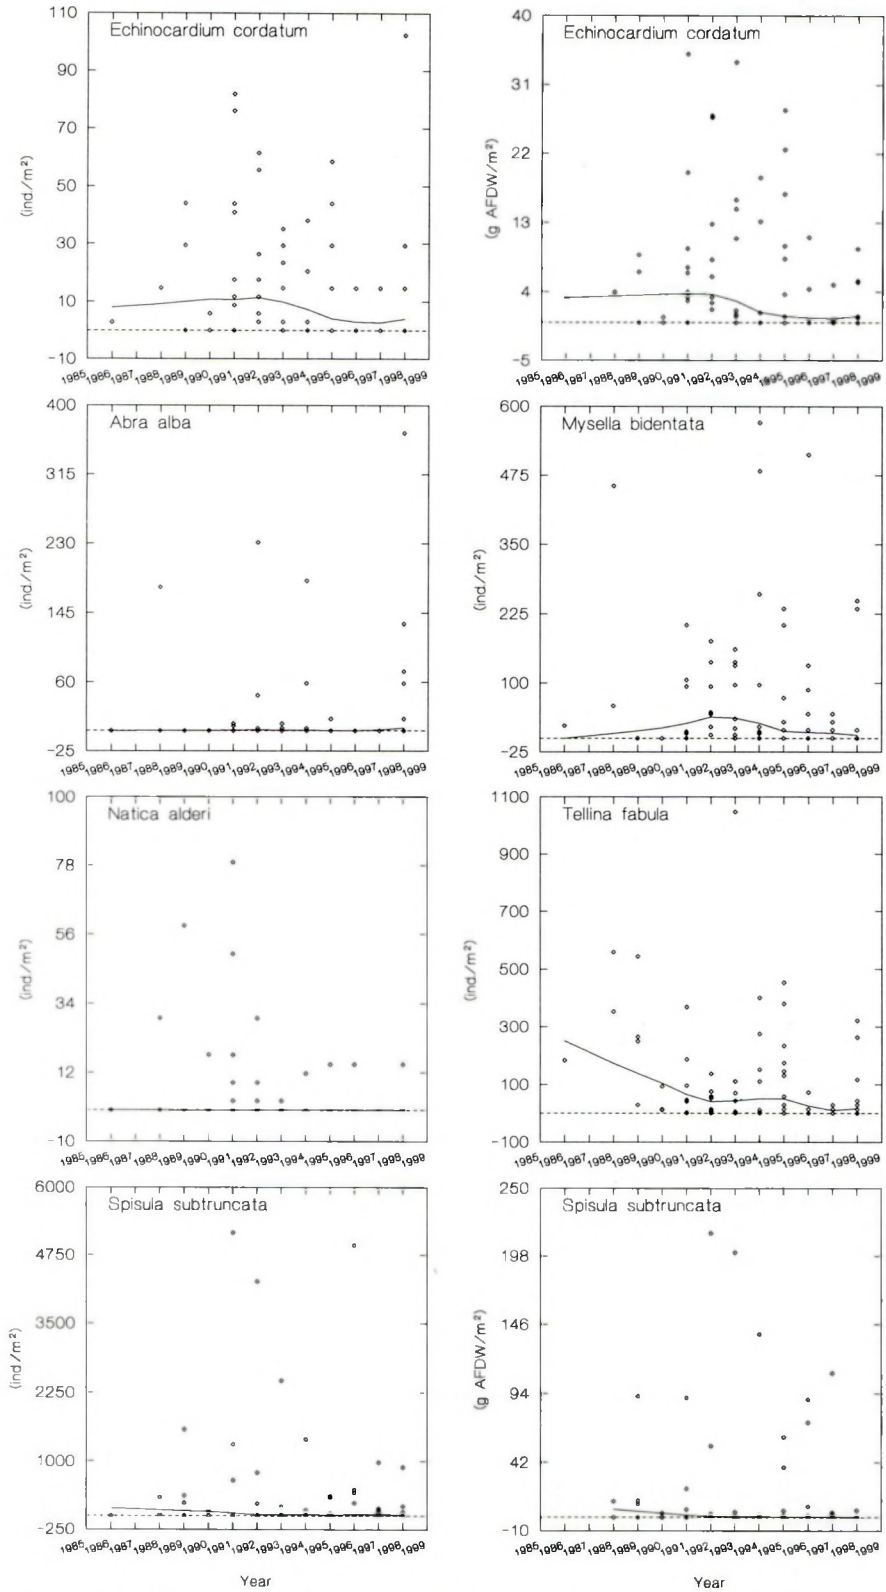 Echinocardium cordatum
(ind./m²)
110
90
70
50
30
10
-10
1985 1986 1987 1988 1989 1990 1991 1992 1993 1994 1995 1996 1997 1998 1999
Echinocardium cordatum
(g AFDW/m²)
40
31
22
13
4
-5
1985 1986 1987 1988 1989 1990 1991 1992 1993 1994 1995 1996 1997 1998 1999
Abra alba
(ind./m²)
400
315
230
145
60
-25
1985 1986 1987 1988 1989 1990 1991 1992 1993 1994 1995 1996 1997 1998 1999
Mysella bidentata
(ind./m²)
600
475
350
225
100
-25
1985 1986 1987 1988 1989 1990 1991 1992 1993 1994 1995 1996 1997 1998 1999
Natica alderi
(ind./m²)
100
78
56
34
12
-10
1985 1986 1987 1988 1989 1990 1991 1992 1993 1994 1995 1996 1997 1998 1999
Tellina fabula
(ind./m²)
1100
900
700
500
300
100
-100
1985 1986 1987 1988 1989 1990 1991 1992 1993 1994 1995 1996 1997 1998 1999
Spisula subtruncata
(ind/m²)
6000
4750
3500
2250
1000
-250
1985 1986 1987 1988 1989 1990 1991 1992 1993 1994 1995 1996 1997 1998 1999
Year
Spisula subtruncata
(g AFDW/m²)
250
198
146
94
42
-10
1985 1986 1987 1988 1989 1990 1991 1992 1993 1994 1995 1996 1997 1998 1999
Year